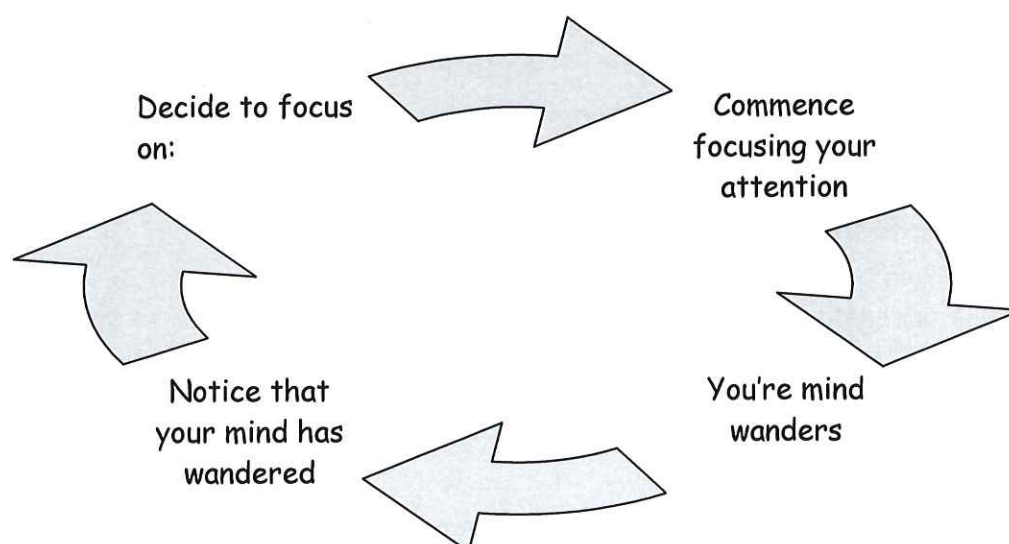 Decide to focus
on:
Commence
focusing your
attention
You're mind
wanders
Notice that
your mind has
wandered